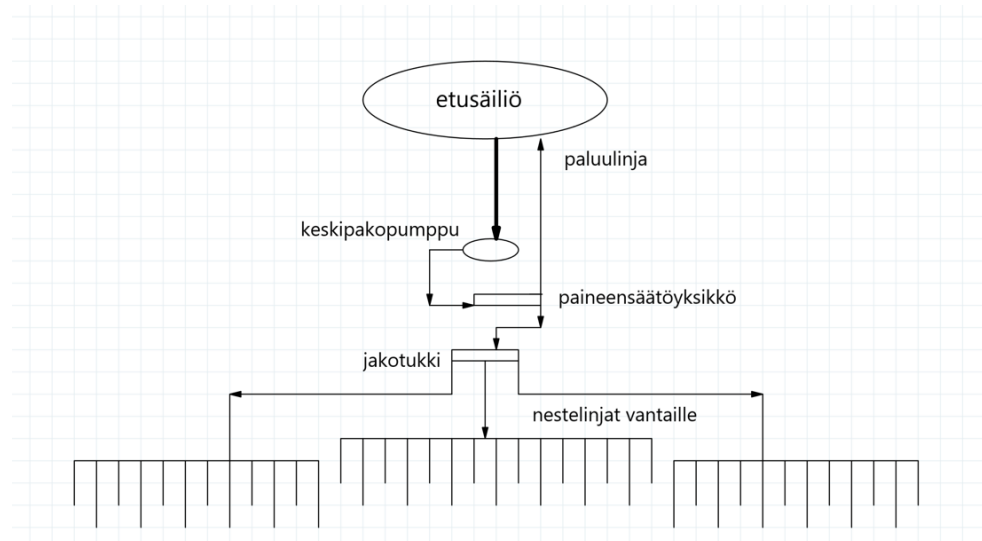 etusäiliö
paluulinja
keskipakopumppu
paineensäätöyksikkö
jakotukki
nestelinjat vantaille